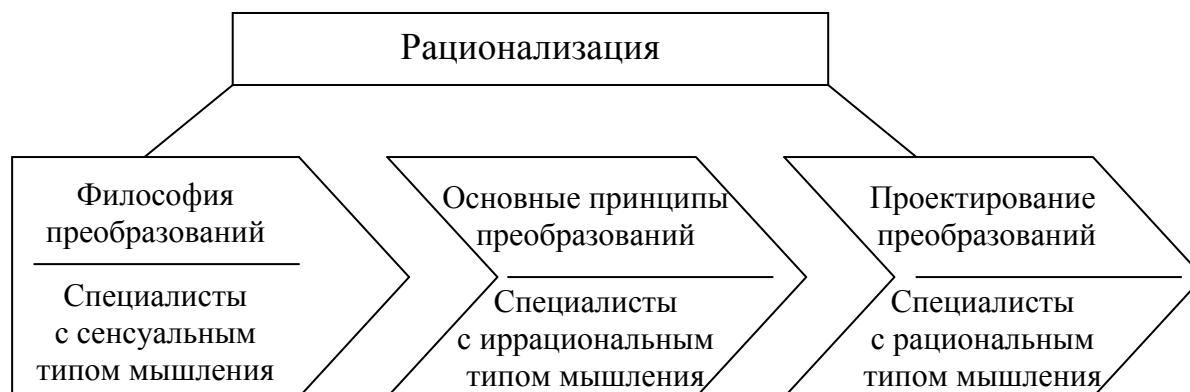 Рационализация
Философия
преобразований
Специалисты
с сенсуальным
типом мышления
Основные принципы
преобразований
Специалисты
с иррациональным
типом мышления
Проектирование
преобразований
Специалисты
с рациональным
типом мышления